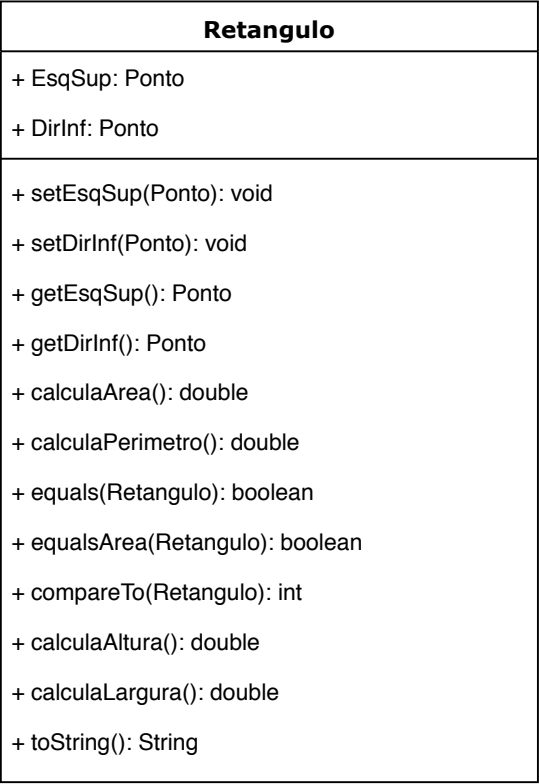 Retangulo
+ EsqSup: Ponto
+ DirInf: Ponto
+ setEsqSup(Ponto): void
+ setDirInf(Ponto): void
+ getEsqSup(): Ponto
+ getDirInf(): Ponto
+ calculaArea(): double
+ calculaPerimetro(): double
+ equals(Retangulo): boolean
+ equalsArea(Retangulo): boolean
+ compareTo(Retangulo): int
+ calculaAltura(): double
+ calculaLargura(): double
+ toString(): String